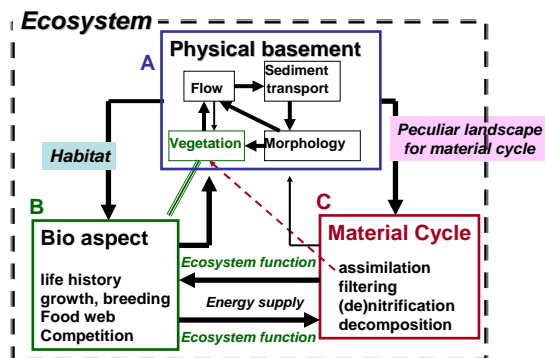 Ecosystem
A
Physical basement
Flow
Sediment
transport
Vegetation
Morphology
Habitat
Peculiar landscape
for material cycle
B
Bio aspect
life history
growth, breeding
Food web
Competition
Ecosystem function
Energy supply
Ecosystem function
C
Material Cycle
assimilation
filtering
(de)nitrification
decomposition